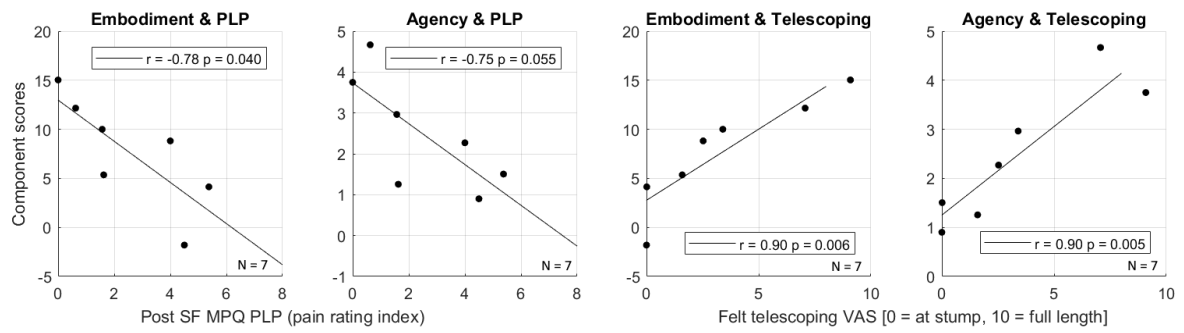 Embodiment & PLP
Agency & PLP
Embodiment & Telescoping
Agency & Telescoping
Component scores
20
15
10
5
0
-5
r = -0.78 p = 0.040
N = 7
0 2 4 6 8
5
4
3
2
1
0
-1
r = -0.75 p = 0.055
N = 7
0 2 4 6 8
Post SF MPQ PLP (pain rating index)
20
15
10
5
0
-5
r = 0.90 p = 0.006
N = 7
0 5 10
5
4
3
2
1
0
r = 0.90 p = 0.005
N = 7
0 5 10
Felt telescoping VAS [0 = at stump, 10 = full length]